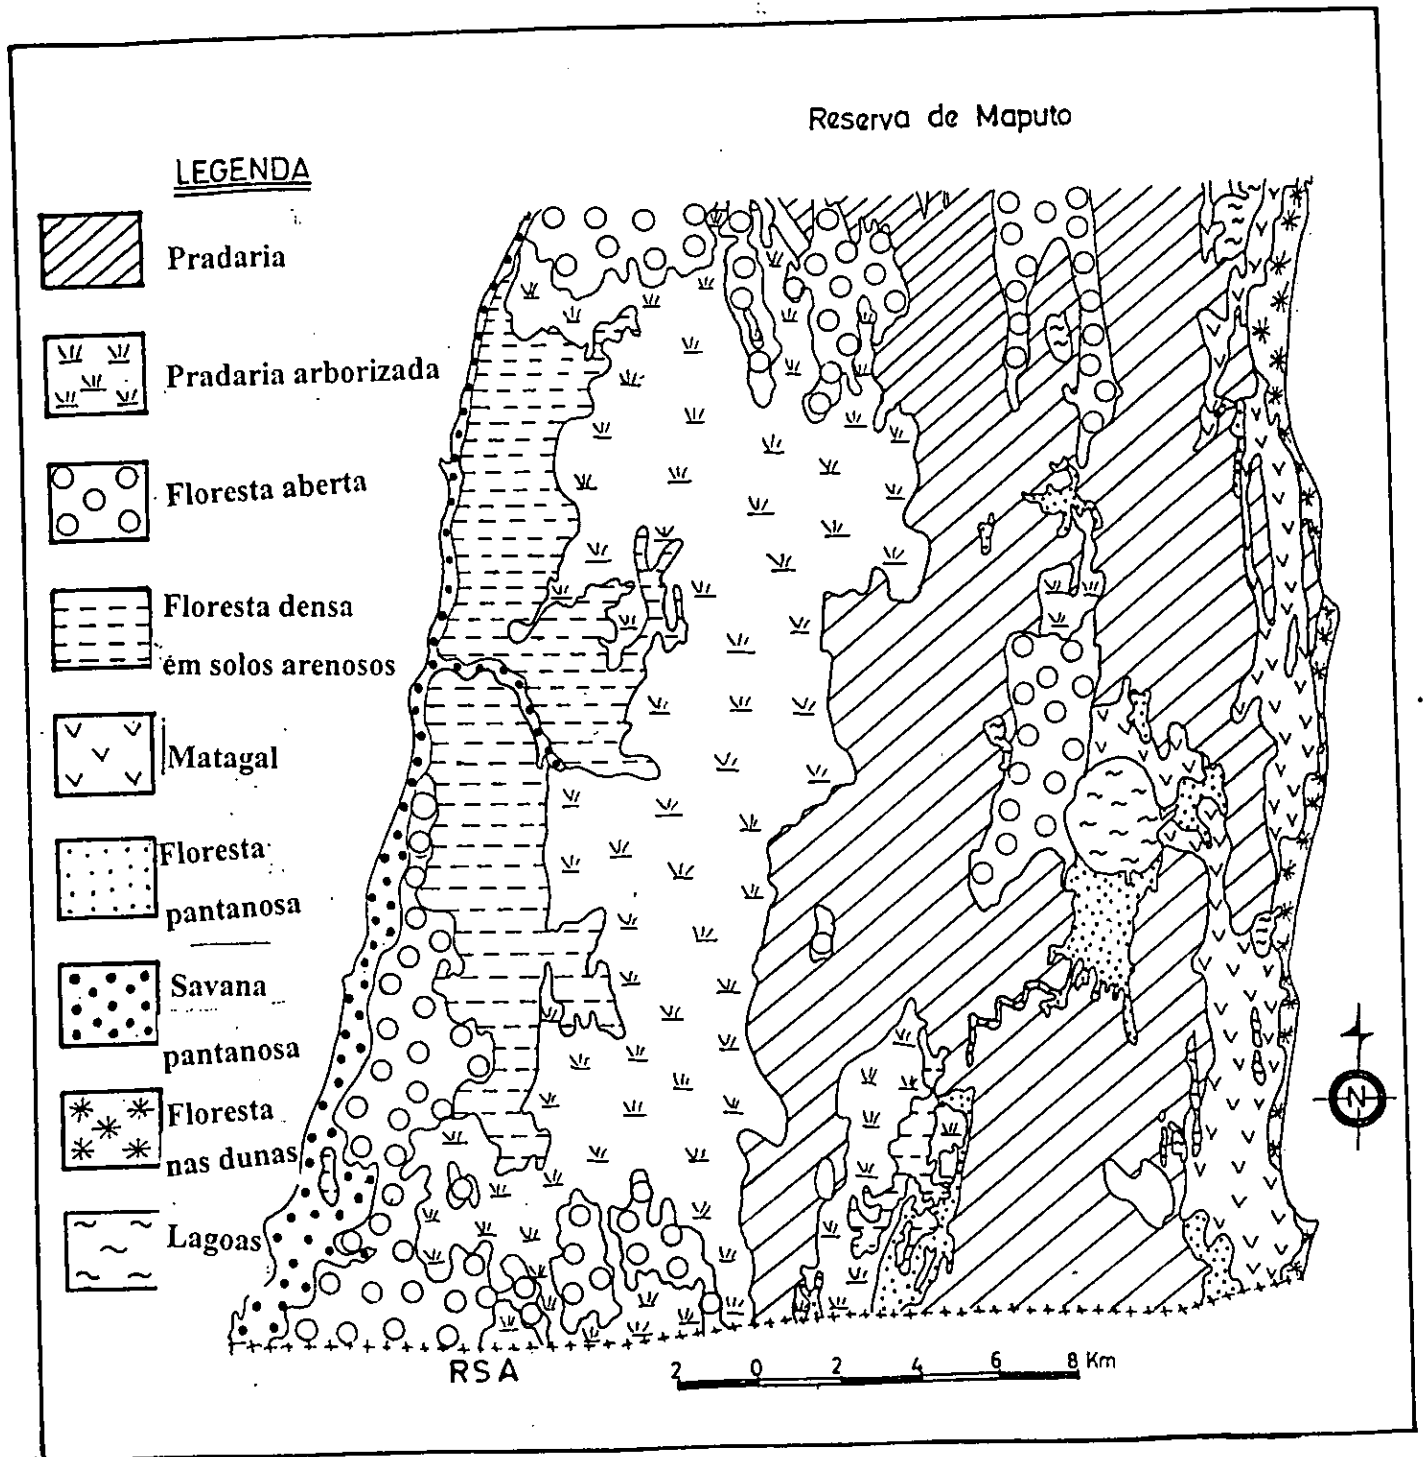 Reserva de Maputo
LEGENDA
Pradaria
Pradaria arborizada
Floresta aberta
Floresta densa
em solos arenosos
Matagal
Floresta
pantanosa
Savana
pantanosa
Floresta
nas dunas
Lagoas
N
RSA
2 0 2 4 6 8 Km